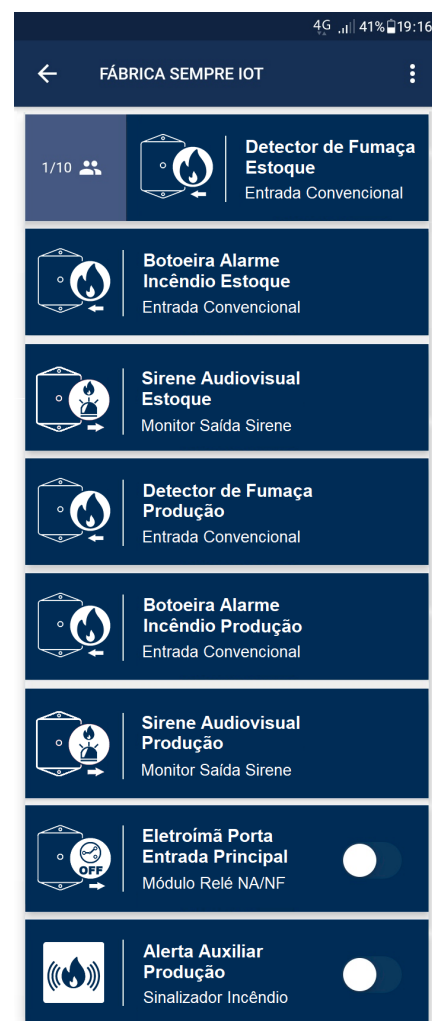 4G 41% 19:16
FÁBRICA SEMPRE IOT
1/10
Detector de Fumaça
Estoque
Entrada Convencional
Botoeira Alarme
Incêndio Estoque
Entrada Convencional
Sirene Audiovisual
Estoque
Monitor Saída Sirene
Detector de Fumaça
Produção
Entrada Convencional
Botoeira Alarme
Incêndio Produção
Entrada Convencional
Sirene Audiovisual
Produção
Monitor Saída Sirene
OFF
Eletroímã Porta
Entrada Principal
Módulo Relé NA/NF
Alerta Auxiliar
Produção
Sinalizador Incêndio